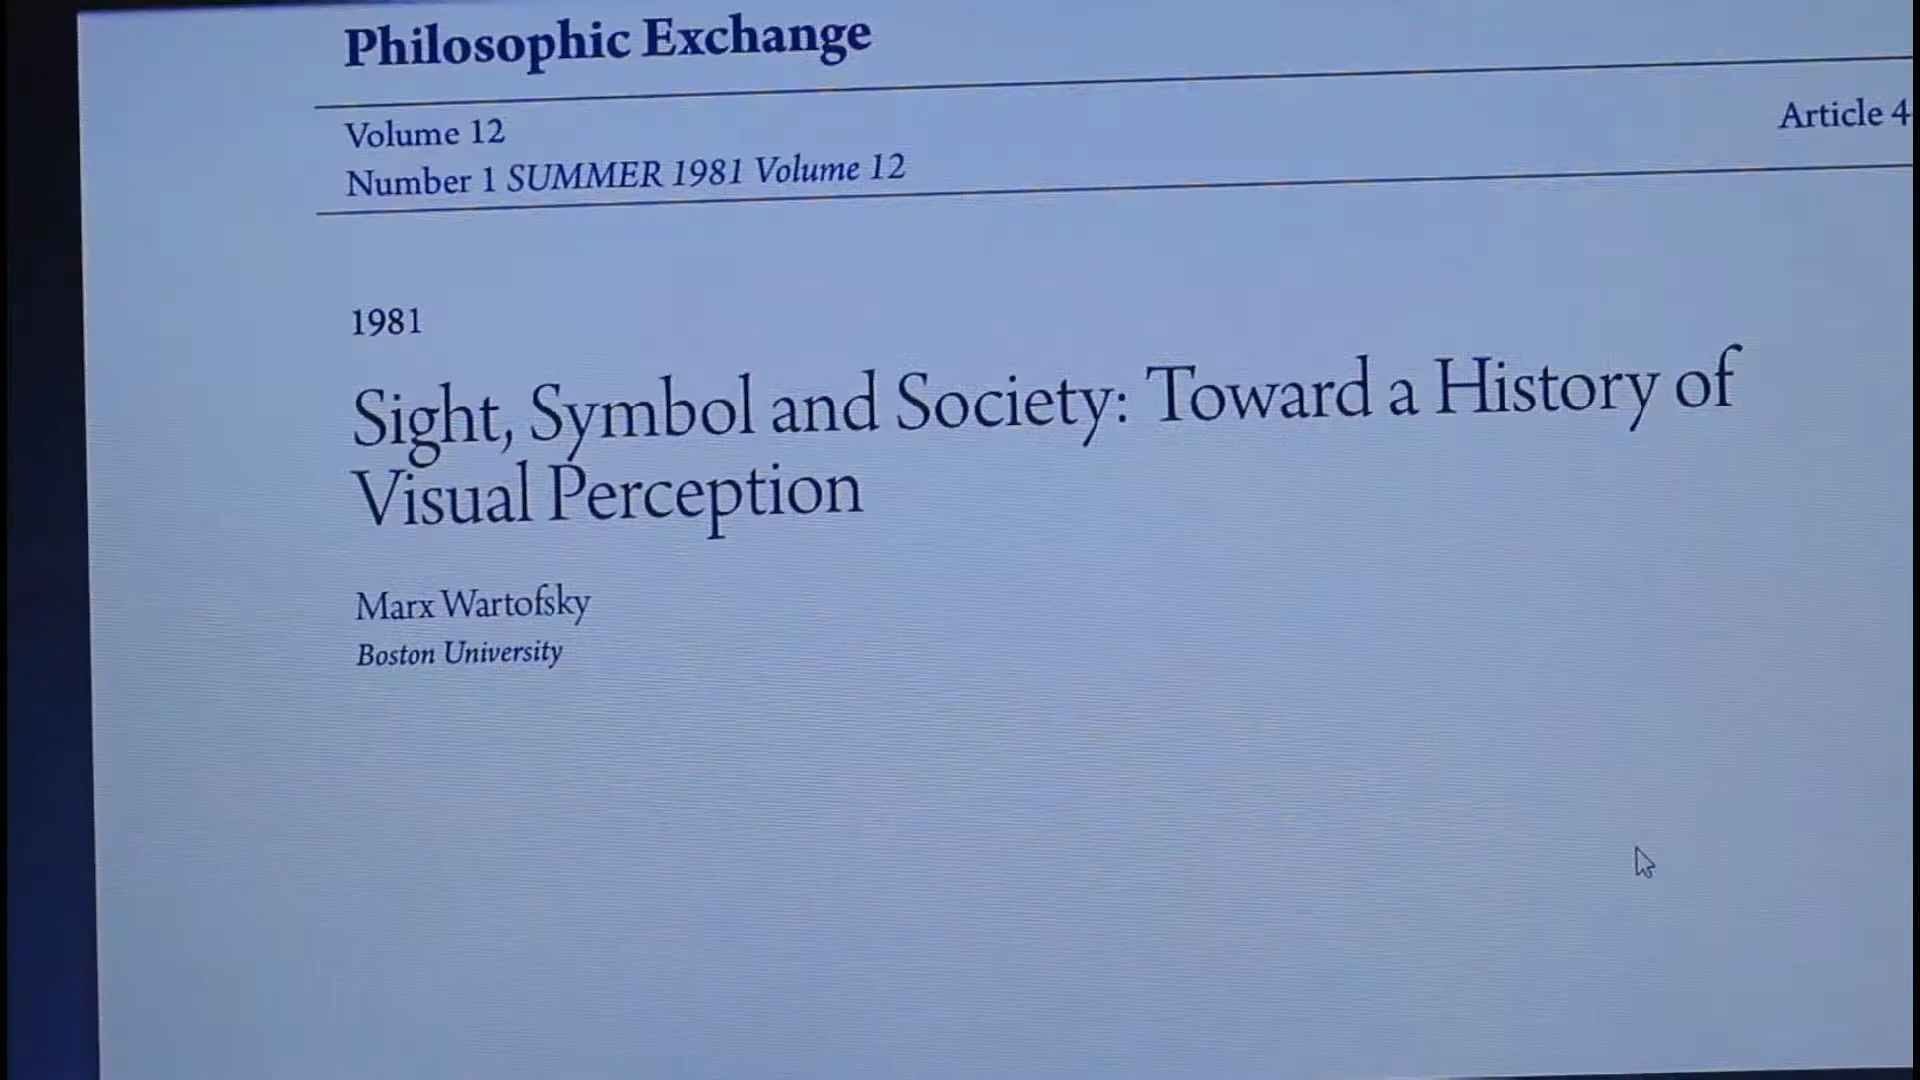 Philosophic Exchange
Volume 12
Article 4
Number 1 SUMMER 1981 Volume 12
1981
Sight, Symbol and Society: Toward a History of
Visual Perception
Marx Wartofsky
Boston University